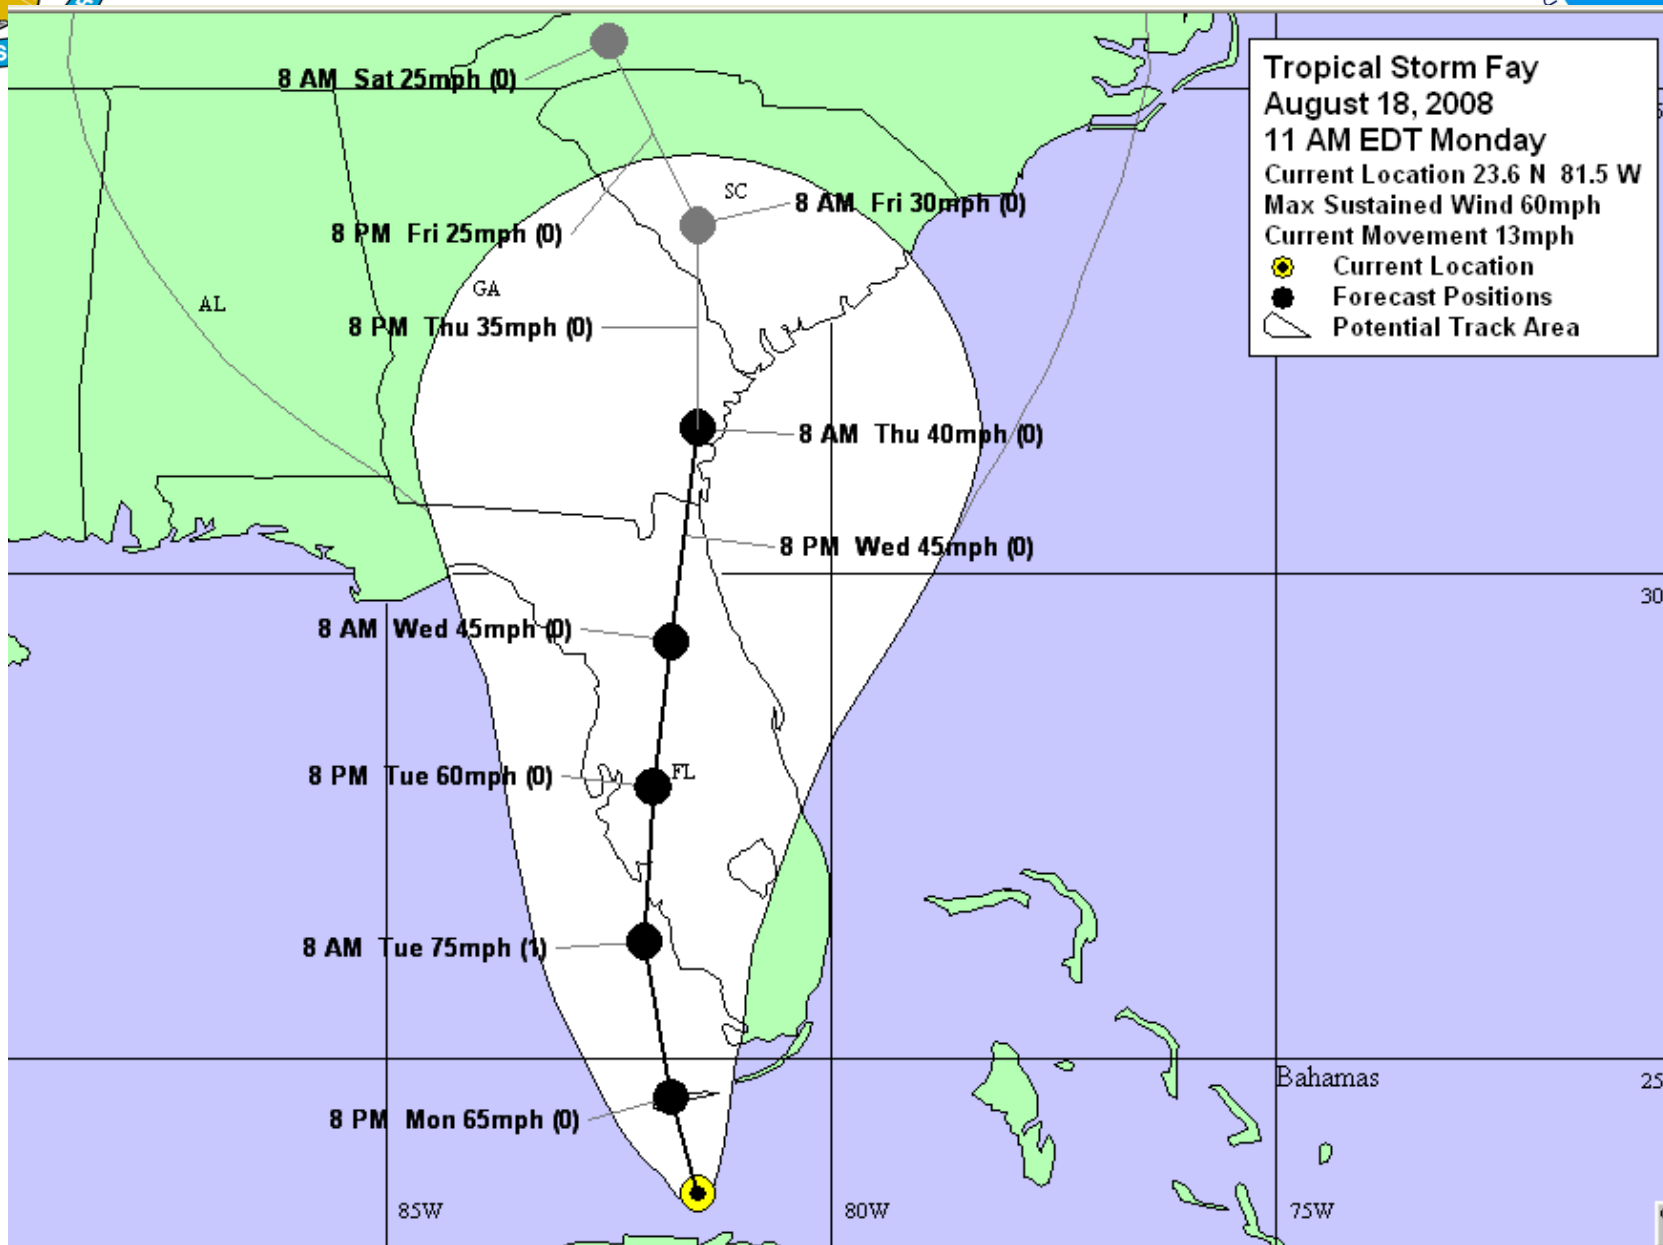 Tropical Storm Fay
August 18, 2008
11 AM EDT Monday
Current Location 23.6 N 81.5 W
Max Sustained Wind 60mph
Current Movement 13mph
Current Location
Forecast Positions
Potential Track Area
8 AM Sat 25mph (0)
SC
8 AM Fri 30mph (0)
8 PM Fri 25mph (0)
GA
AL
8 PM Thu 35mph (0)
8 AM Thu 40mph (0)
8 PM Wed 45mph (0)
30
8 AM Wed 45mph (0)
8 PM Tue 60mph (0)
FL
8 AM Tue 75mph (1)
Bahamas
25
8 PM Mon 65mph (0)
85W
80W
75W